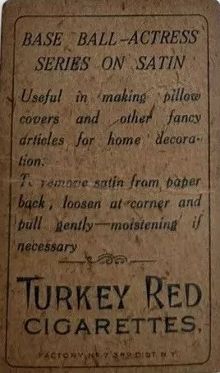 BASE BALL—ACTRESS
SERIES ON SATIN
Useful in making pillow
covers and other fancy
articles for home decora-
tion.
To remove satin from paper
back, loosen at corner and
pull gently—moistening if
necessary
TURKEY RED
CIGARETTES.
FACTORY No. 7 3RD DIST. N.Y.